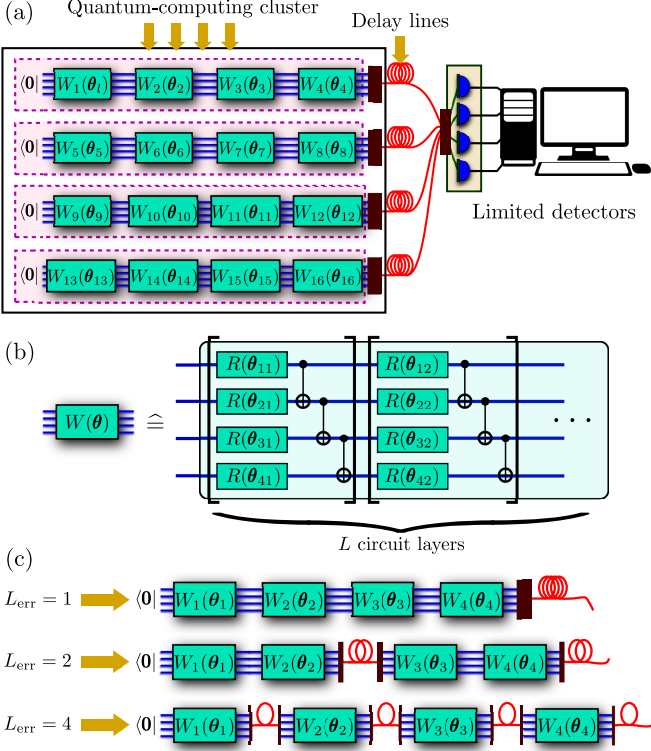 (a)
Quantum-computing cluster
Delay lines
⟨0| W₁(θₗ) W₂(θ₂) W₃(θ₃) W₄(θ₄)
⟨0| W₅(θ₅) W₆(θ₆) W₇(θ₇) W₈(θ₈)
⟨0| W₉(θ₉) W₁₀(θ₁₀) W₁₁(θ₁₁) W₁₂(θ₁₂)
⟨0| W₁₃(θ₁₃) W₁₄(θ₁₄) W₁₅(θ₁₅) W₁₆(θ₁₆)
Limited detectors
(b)
W(θ) ≙
R(θ₁₁) R(θ₁₂)
R(θ₂₁) R(θ₂₂)
R(θ₃₁) R(θ₃₂)
R(θ₄₁) R(θ₄₂)
. . .
L circuit layers
(c)
L_err = 1 ⟨0| W₁(θ₁) W₂(θ₂) W₃(θ₃) W₄(θ₄)
L_err = 2 ⟨0| W₁(θ₁) W₂(θ₂) W₃(θ₃) W₄(θ₄)
L_err = 4 ⟨0| W₁(θ₁) W₂(θ₂) W₃(θ₃) W₄(θ₄)